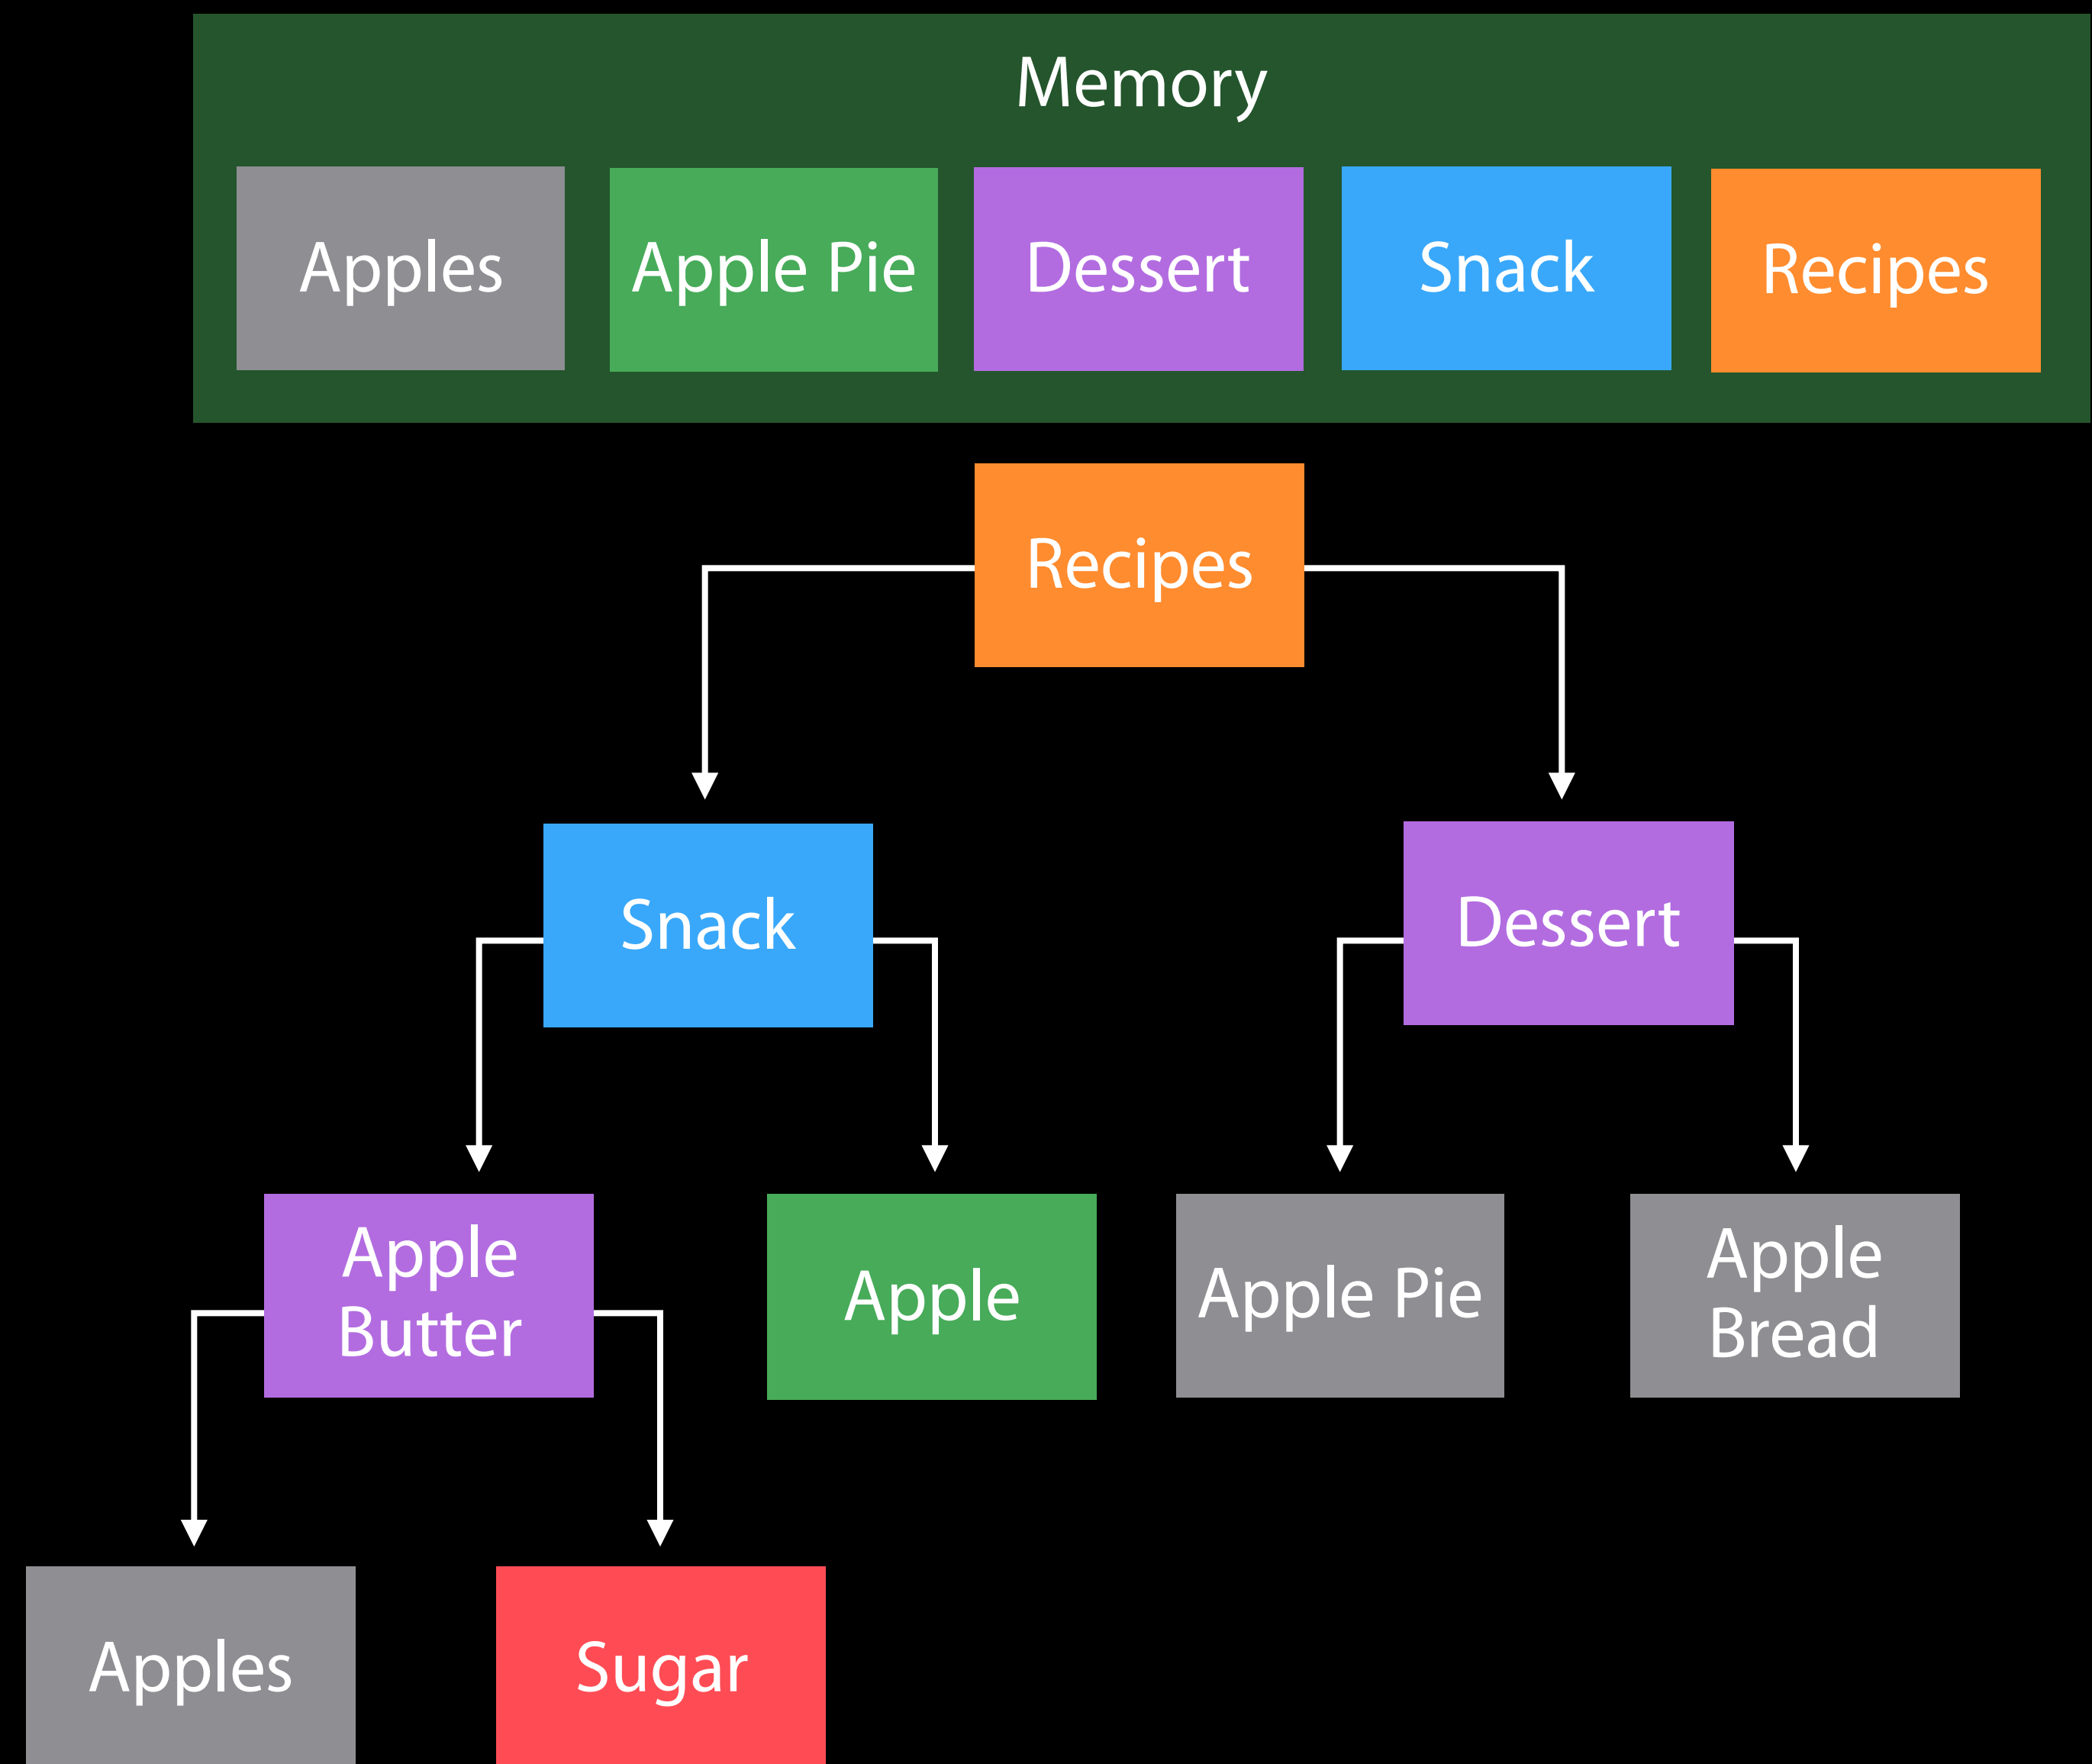 Memory
Apples
Apple Pie
Dessert
Snack
Recipes
Recipes
Snack
Dessert
Apple
Butter
Apple
Apple Pie
Apple
Bread
Apples
Sugar